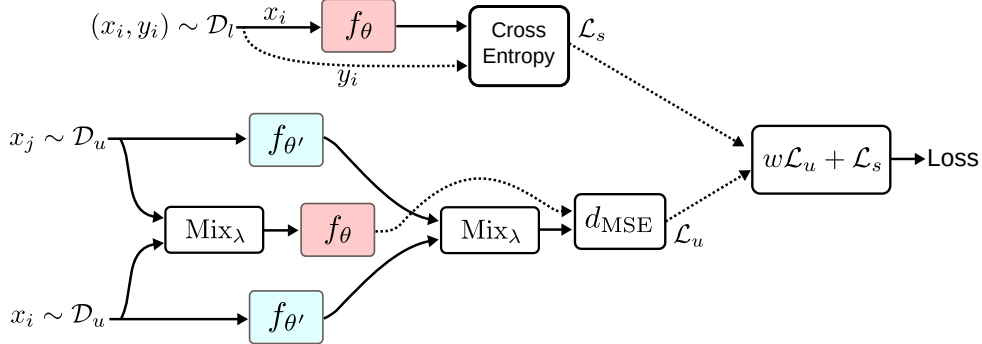 (x_i, y_i) ∼ 𝒟_l
x_i
f_θ
y_i
Cross
Entropy
ℒ_s
x_j ∼ 𝒟_u
f_θ′
Mix_λ
f_θ
Mix_λ
d_MSE
ℒ_u
wℒ_u + ℒ_s
Loss
x_i ∼ 𝒟_u
f_θ′